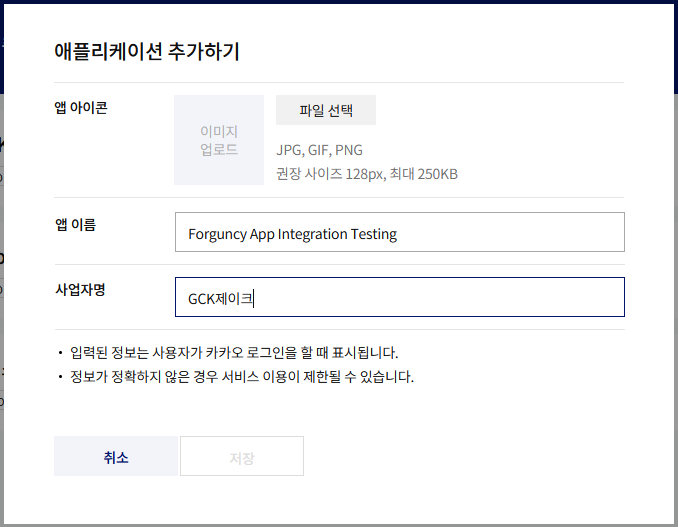 애플리케이션 추가하기
앱 아이콘
이미지
업로드
파일 선택
JPG, GIF, PNG
권장 사이즈 128px, 최대 250KB
앱 이름
Forguncy App Integration Testing
사업자명
GCK제이크
• 입력된 정보는 사용자가 카카오 로그인을 할 때 표시됩니다.
• 정보가 정확하지 않은 경우 서비스 이용이 제한될 수 있습니다.
취소
저장